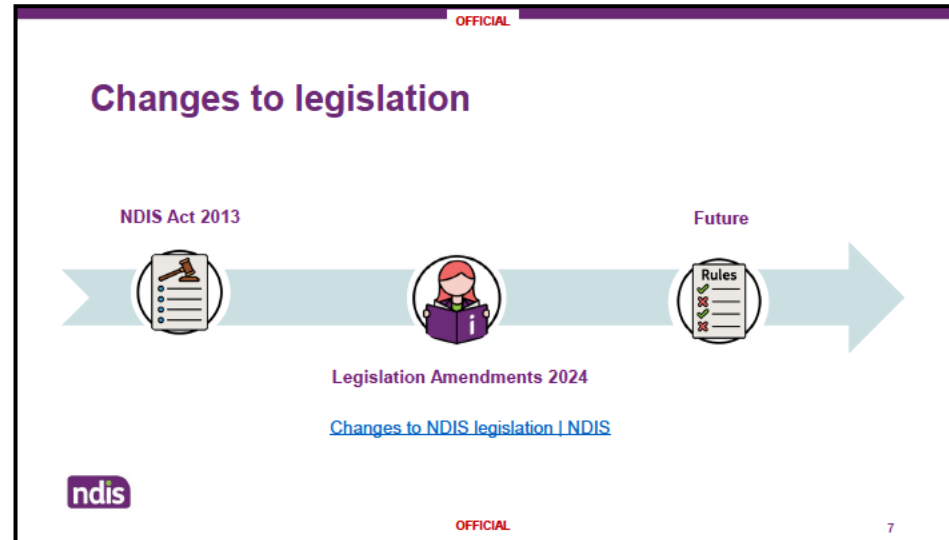 OFFICIAL
Changes to legislation
NDIS Act 2013
Future
Rules
i
Legislation Amendments 2024
Changes to NDIS legislation | NDIS
ndis
OFFICIAL
7